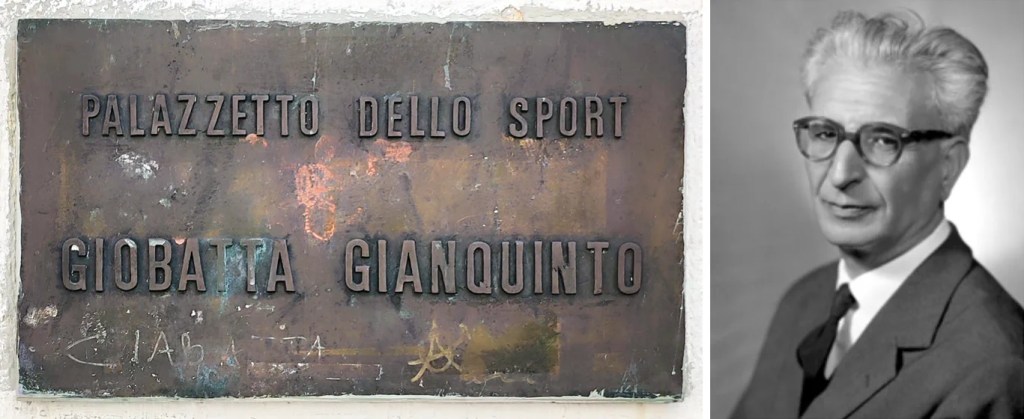 PALAZZETTO DELLO SPORT
GIOBATTA GIANQUINTO